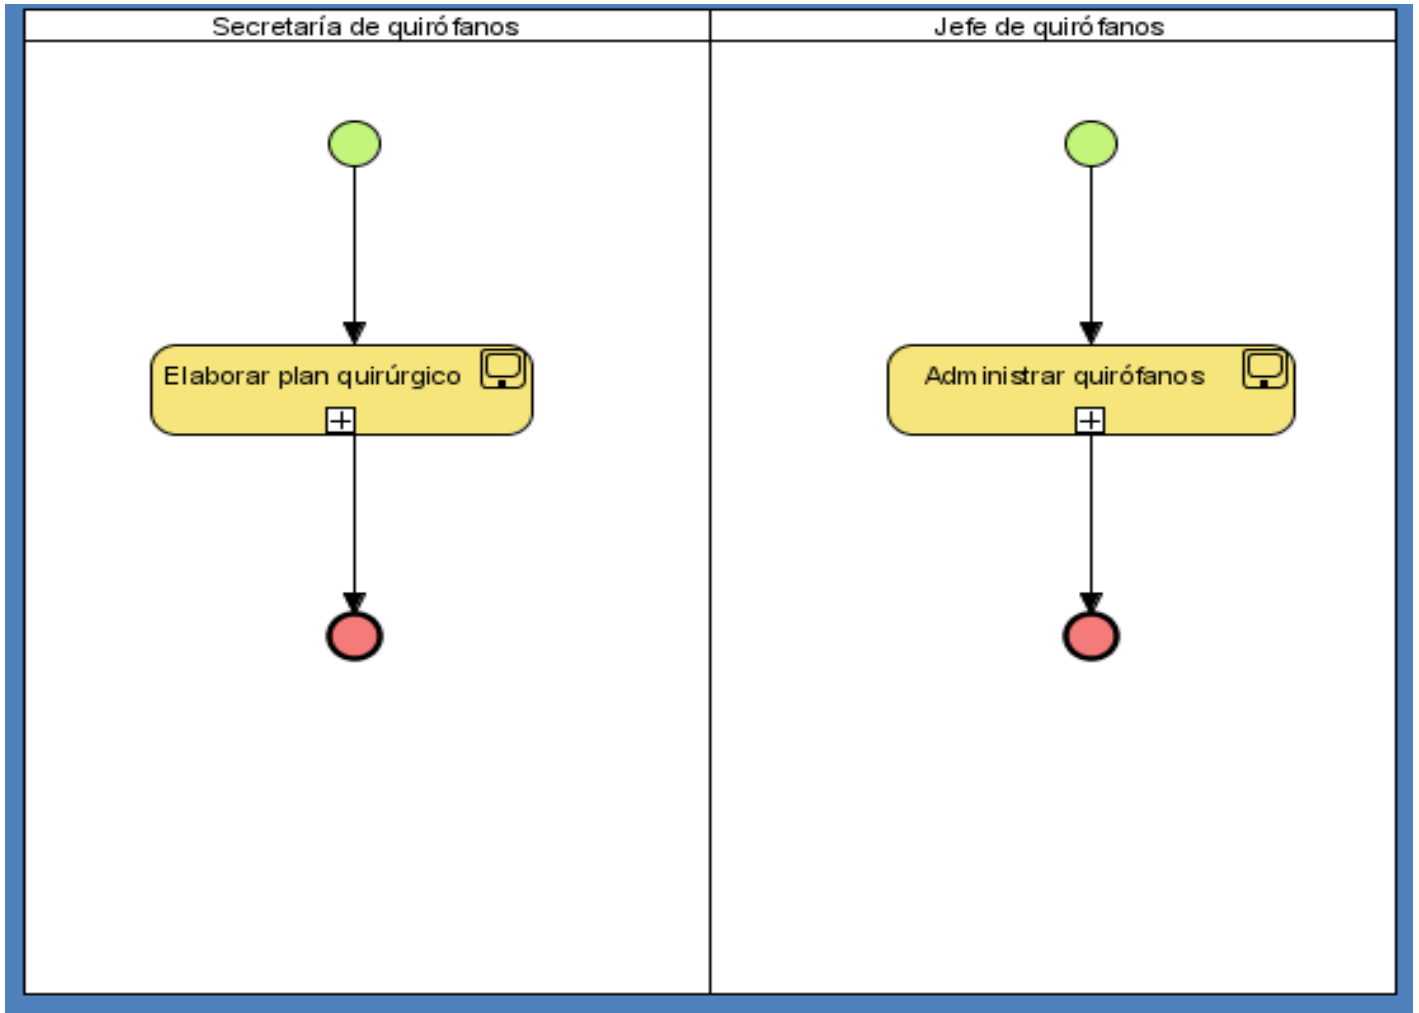 Secretaría de quirófanos
Jefe de quirófanos
Elaborar plan quirúrgico
Administrar quirófanos